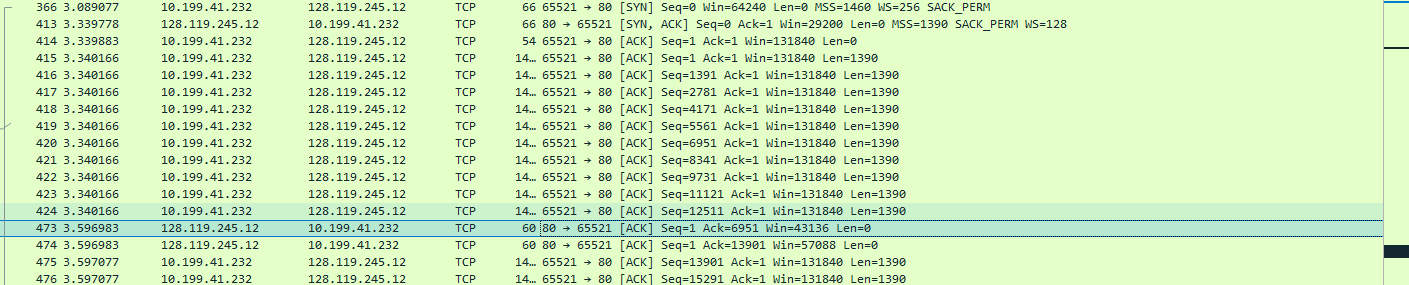 366 3.089077 10.199.41.232 128.119.245.12 TCP 66 65521 → 80 [SYN] Seq=0 Win=64240 Len=0 MSS=1460 WS=256 SACK_PERM
413 3.339778 128.119.245.12 10.199.41.232 TCP 66 80 → 65521 [SYN, ACK] Seq=0 Ack=1 Win=29200 Len=0 MSS=1390 SACK_PERM WS=128
414 3.339883 10.199.41.232 128.119.245.12 TCP 54 65521 → 80 [ACK] Seq=1 Ack=1 Win=131840 Len=0
415 3.340166 10.199.41.232 128.119.245.12 TCP 14… 65521 → 80 [ACK] Seq=1 Ack=1 Win=131840 Len=1390
416 3.340166 10.199.41.232 128.119.245.12 TCP 14… 65521 → 80 [ACK] Seq=1391 Ack=1 Win=131840 Len=1390
417 3.340166 10.199.41.232 128.119.245.12 TCP 14… 65521 → 80 [ACK] Seq=2781 Ack=1 Win=131840 Len=1390
418 3.340166 10.199.41.232 128.119.245.12 TCP 14… 65521 → 80 [ACK] Seq=4171 Ack=1 Win=131840 Len=1390
419 3.340166 10.199.41.232 128.119.245.12 TCP 14… 65521 → 80 [ACK] Seq=5561 Ack=1 Win=131840 Len=1390
420 3.340166 10.199.41.232 128.119.245.12 TCP 14… 65521 → 80 [ACK] Seq=6951 Ack=1 Win=131840 Len=1390
421 3.340166 10.199.41.232 128.119.245.12 TCP 14… 65521 → 80 [ACK] Seq=8341 Ack=1 Win=131840 Len=1390
422 3.340166 10.199.41.232 128.119.245.12 TCP 14… 65521 → 80 [ACK] Seq=9731 Ack=1 Win=131840 Len=1390
423 3.340166 10.199.41.232 128.119.245.12 TCP 14… 65521 → 80 [ACK] Seq=11121 Ack=1 Win=131840 Len=1390
424 3.340166 10.199.41.232 128.119.245.12 TCP 14… 65521 → 80 [ACK] Seq=12511 Ack=1 Win=131840 Len=1390
473 3.596983 128.119.245.12 10.199.41.232 TCP 60 80 → 65521 [ACK] Seq=1 Ack=6951 Win=43136 Len=0
474 3.596983 128.119.245.12 10.199.41.232 TCP 60 80 → 65521 [ACK] Seq=1 Ack=13901 Win=57088 Len=0
475 3.597077 10.199.41.232 128.119.245.12 TCP 14… 65521 → 80 [ACK] Seq=13901 Ack=1 Win=131840 Len=1390
476 3.597077 10.199.41.232 128.119.245.12 TCP 14… 65521 → 80 [ACK] Seq=15291 Ack=1 Win=131840 Len=1390